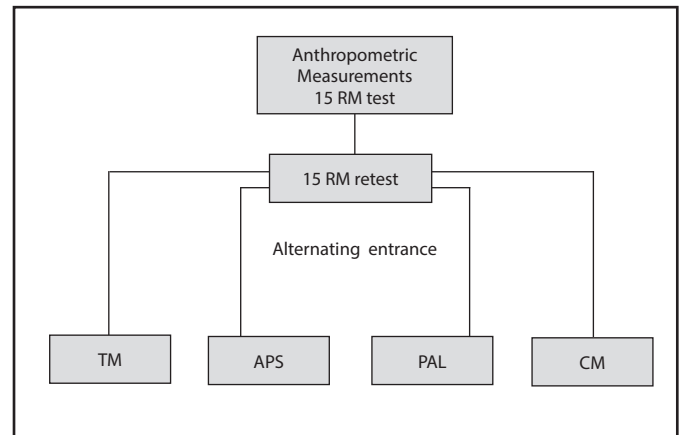 Anthropometric
Measurements
15 RM test
15 RM retest
Alternating entrance
TM
APS
PAL
CM